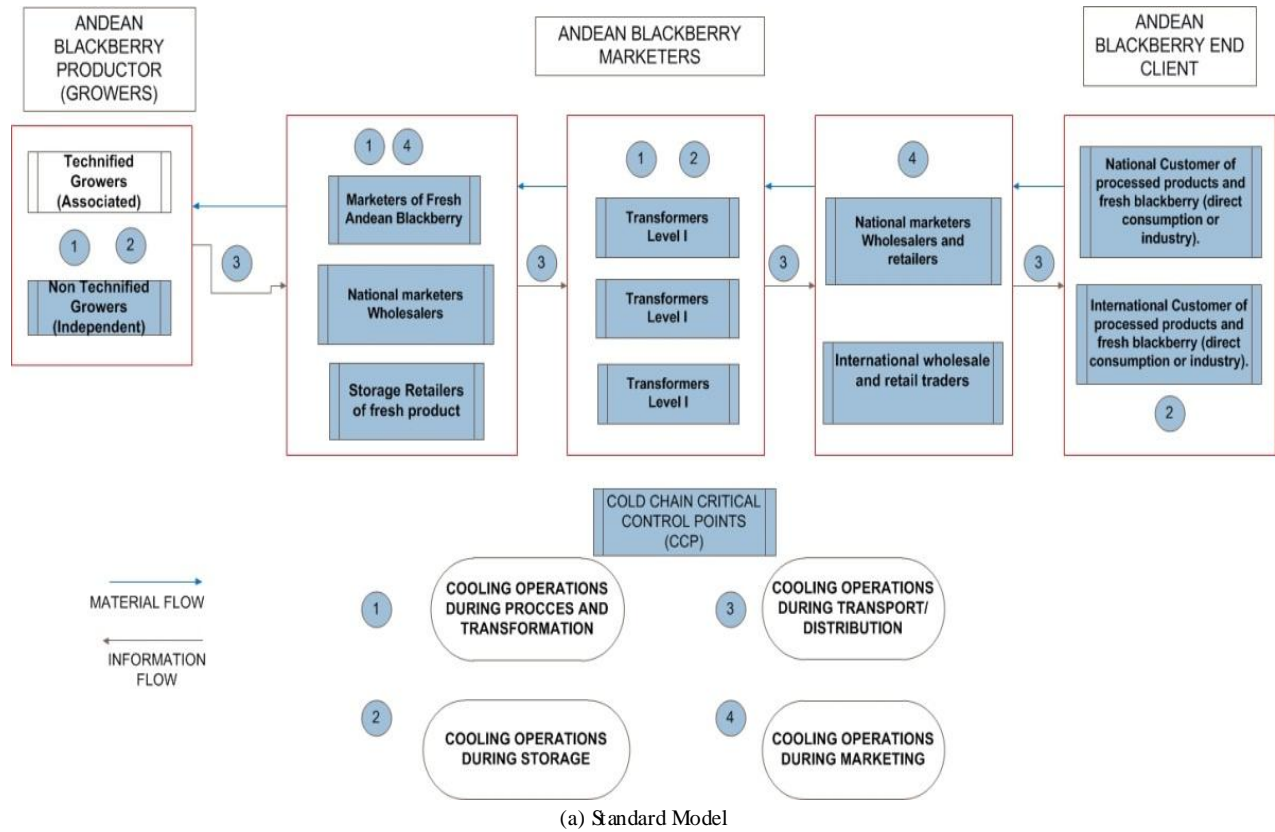 ANDEAN
BLACKBERRY
PRODUCTOR
(GROWERS)
ANDEAN BLACKBERRY
MARKETERS
ANDEAN
BLACKBERRY END
CLIENT
Technified
Growers
(Associated)
1
2
Non Technified
Growers
(Independent)
3
1
4
Marketers of Fresh
Andean Blackberry
National marketers
Wholesalers
Storage Retailers
of fresh product
3
1
2
Transformers
Level I
Transformers
Level I
Transformers
Level I
3
4
National marketers
Wholesalers and
retailers
International wholesale
and retail traders
3
National Customer of
processed products and
fresh blackberry (direct
consumption or
industry).
International Customer of
processed products and
fresh blackberry (direct
consumption or industry).
2
COLD CHAIN CRITICAL
CONTROL POINTS
(CCP)
MATERIAL FLOW
INFORMATION
FLOW
1
COOLING OPERATIONS
DURING PROCCES AND
TRANSFORMATION
3
COOLING OPERATIONS
DURING TRANSPORT/
DISTRIBUTION
2
COOLING OPERATIONS
DURING STORAGE
4
COOLING OPERATIONS
DURING MARKETING
(a) Standard Model